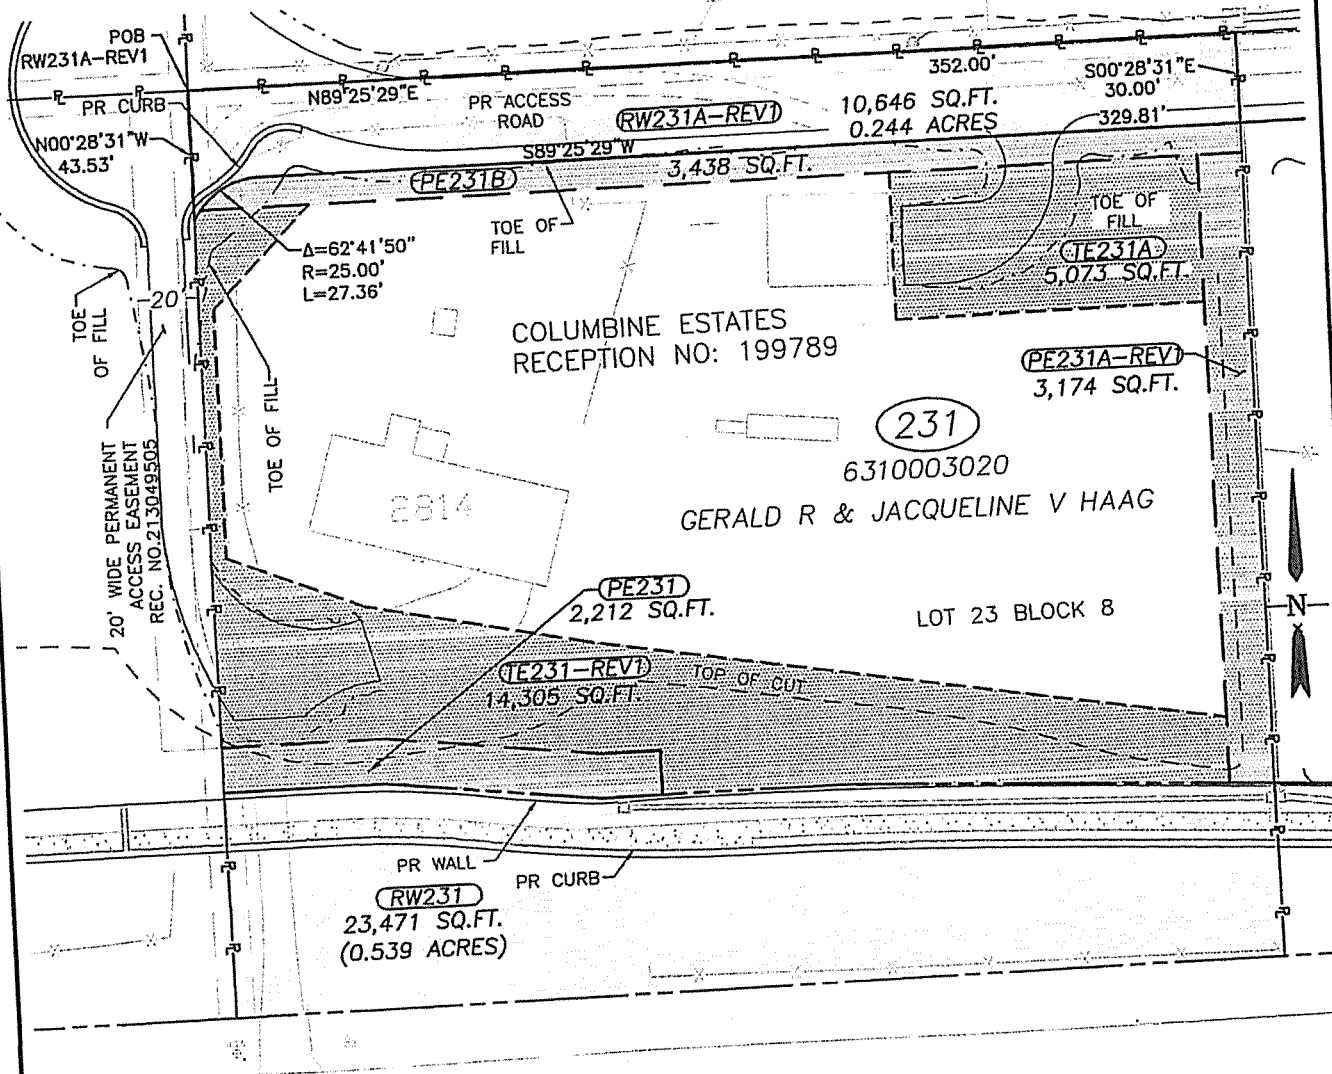 POB
RW231A-REV1
PR CURB
N89°25'29"E
PR ACCESS
ROAD
RW231A-REV1
352.00'
10,646 SQ.FT.
0.244 ACRES
S00°28'31"E
30.00'
329.81'
N00°28'31"W
43.53'
S89°25'29"W
PE231B
3,438 SQ.FT.
TOE OF
FILL
TOE OF
FILL
TE231A
5,073 SQ.FT.
Δ=62°41'50"
R=25.00'
L=27.36'
20'
TOE
OF FILL
TOE OF FILL
COLUMBINE ESTATES
RECEPTION NO: 199789
PE231A-REV1
3,174 SQ.FT.
231
6310003020
GERALD R & JACQUELINE V HAAG
2814
20' WIDE PERMANENT
ACCESS EASEMENT
REC. NO.213049505
PE231
2,212 SQ.FT.
LOT 23 BLOCK 8
N
TE231-REV1
14,305 SQ.FT.
TOP OF CUT
PR WALL
PR CURB
RW231
23,471 SQ.FT.
(0.539 ACRES)